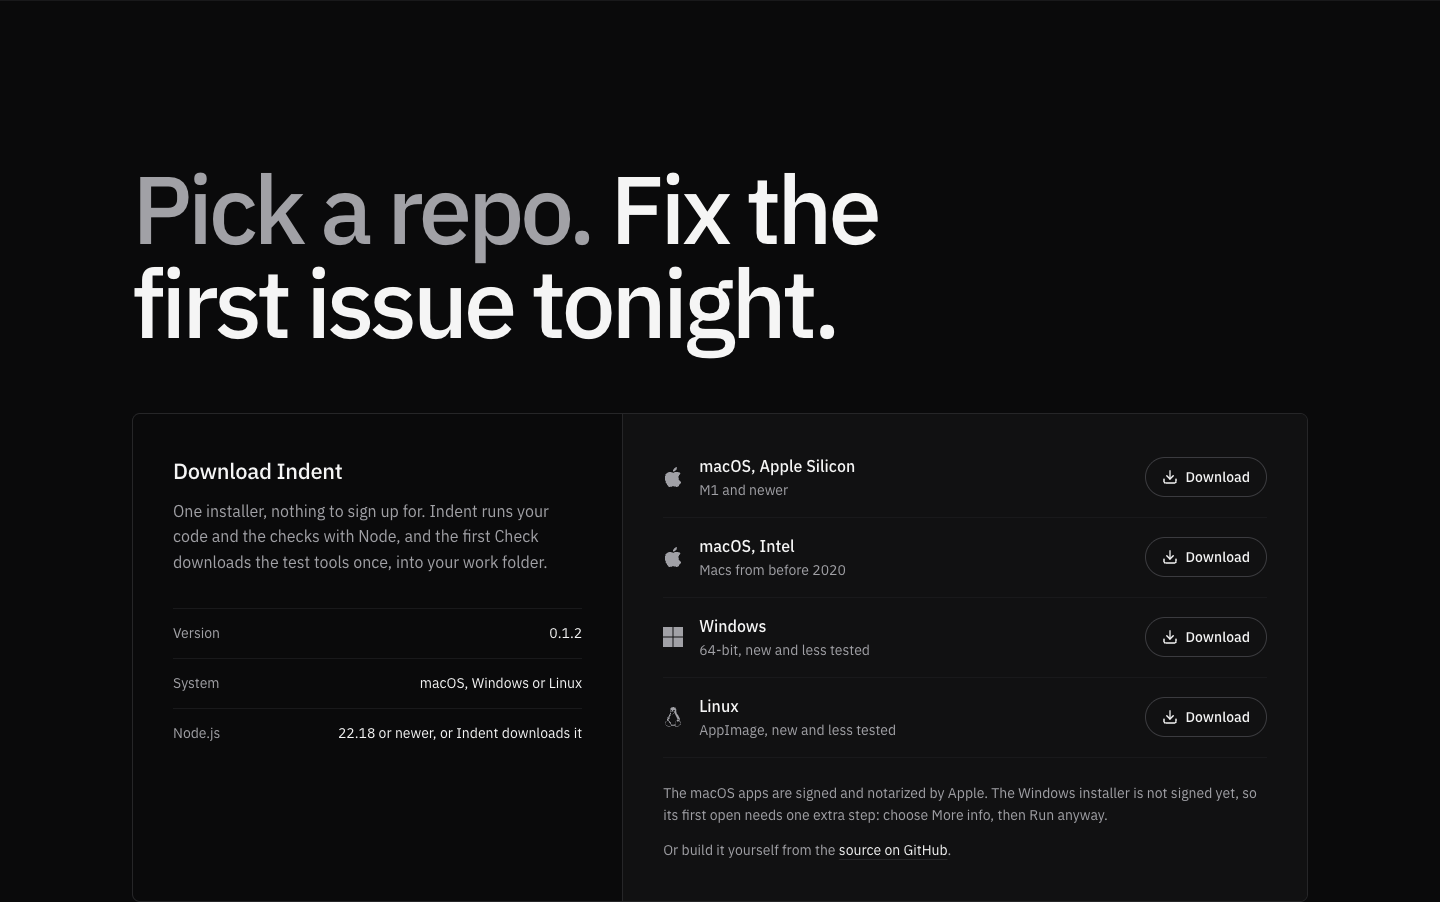 Pick a repo. Fix the
first issue tonight.
Download Indent
One installer, nothing to sign up for. Indent runs your
code and the checks with Node, and the first Check
downloads the test tools once, into your work folder.
Version 0.1.2
System macOS, Windows or Linux
Node.js 22.18 or newer, or Indent downloads it
macOS, Apple Silicon
M1 and newer
Download
macOS, Intel
Macs from before 2020
Download
Windows
64-bit, new and less tested
Download
Linux
AppImage, new and less tested
Download
The macOS apps are signed and notarized by Apple. The Windows installer is not signed yet, so
its first open needs one extra step: choose More info, then Run anyway.
Or build it yourself from the source on GitHub.